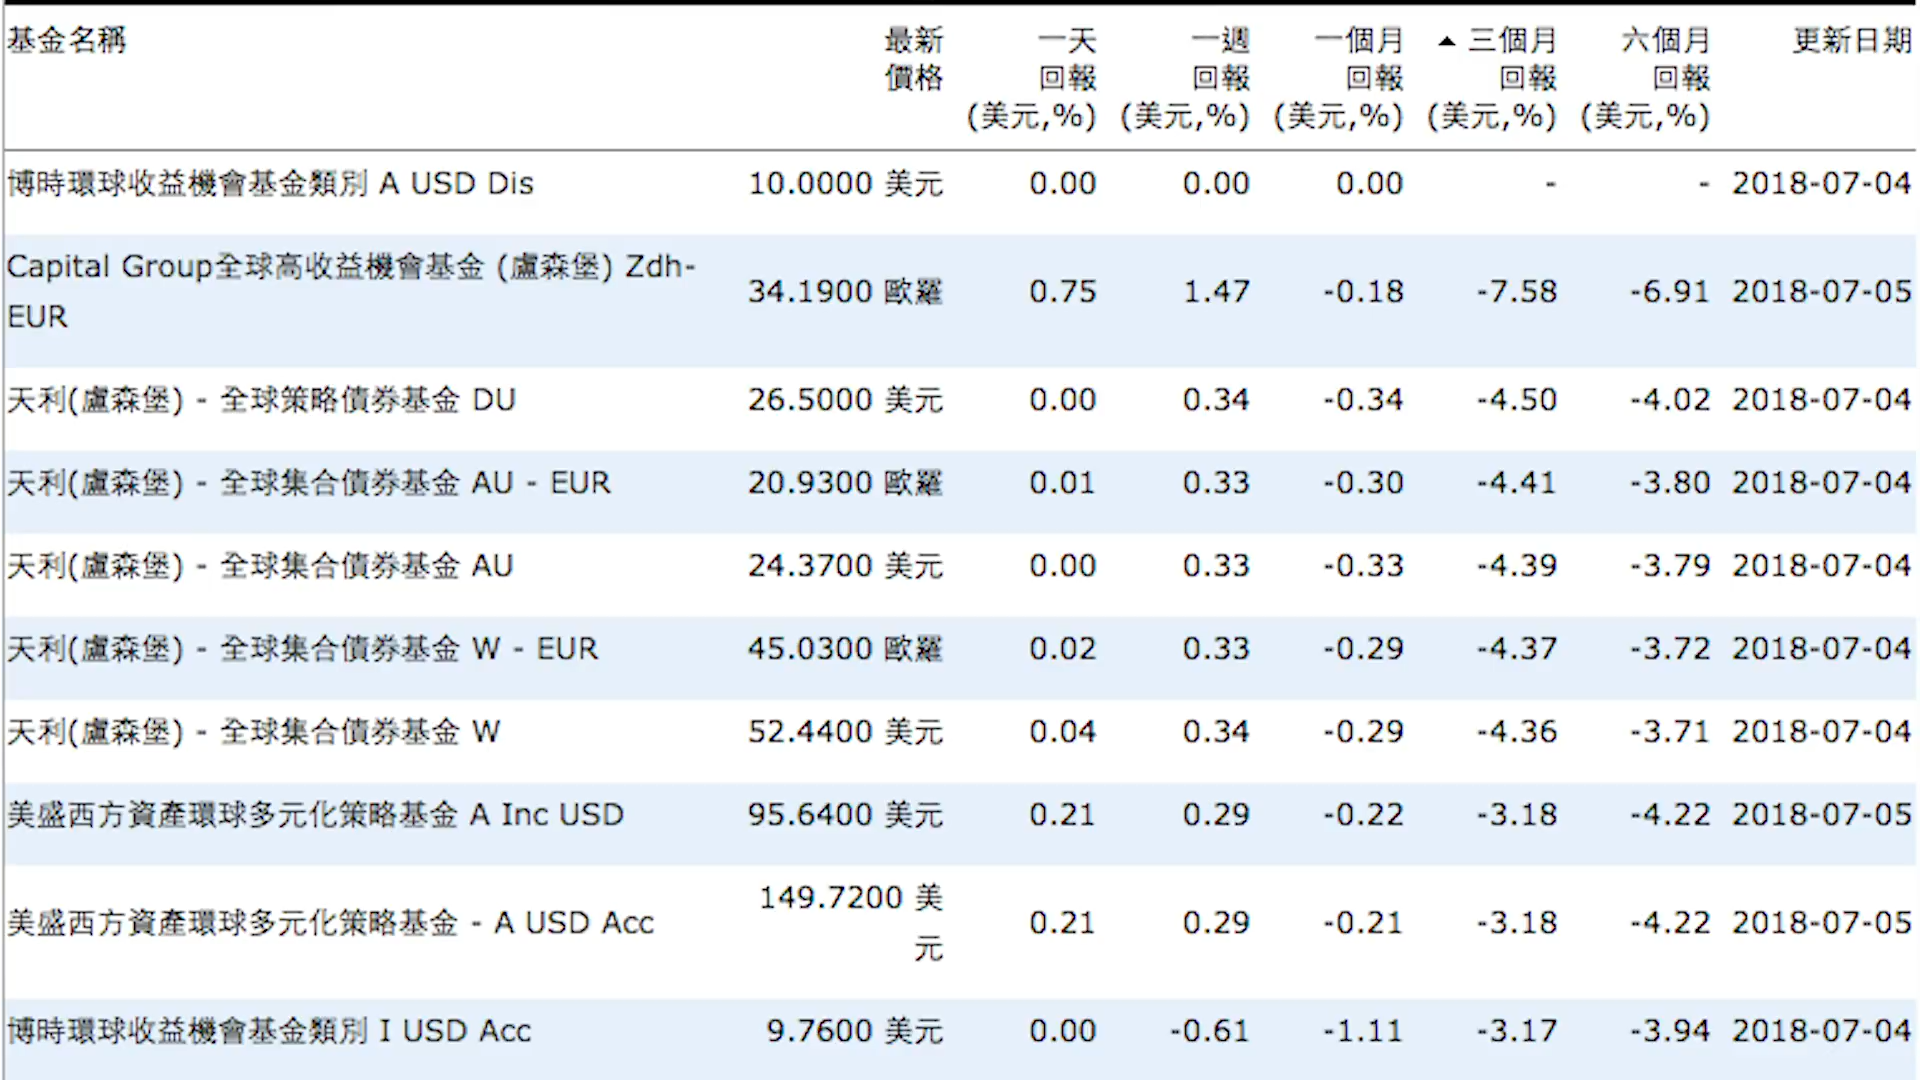 基金名稱 最新 一天 一週 一個月 ▲ 三個月 六個月 更新日期
價格 回報 回報 回報 回報 回報
(美元,%) (美元,%) (美元,%) (美元,%) (美元,%)
博時環球收益機會基金類別 A USD Dis 10.0000 美元 0.00 0.00 0.00 - - 2018-07-04
Capital Group全球高收益機會基金 (盧森堡) Zdh-
EUR 34.1900 歐羅 0.75 1.47 -0.18 -7.58 -6.91 2018-07-05
天利(盧森堡) - 全球策略債券基金 DU 26.5000 美元 0.00 0.34 -0.34 -4.50 -4.02 2018-07-04
天利(盧森堡) - 全球集合債券基金 AU - EUR 20.9300 歐羅 0.01 0.33 -0.30 -4.41 -3.80 2018-07-04
天利(盧森堡) - 全球集合債券基金 AU 24.3700 美元 0.00 0.33 -0.33 -4.39 -3.79 2018-07-04
天利(盧森堡) - 全球集合債券基金 W - EUR 45.0300 歐羅 0.02 0.33 -0.29 -4.37 -3.72 2018-07-04
天利(盧森堡) - 全球集合債券基金 W 52.4400 美元 0.04 0.34 -0.29 -4.36 -3.71 2018-07-04
美盛西方資產環球多元化策略基金 A Inc USD 95.6400 美元 0.21 0.29 -0.22 -3.18 -4.22 2018-07-05
美盛西方資產環球多元化策略基金 - A USD Acc 149.7200 美
元 0.21 0.29 -0.21 -3.18 -4.22 2018-07-05
博時環球收益機會基金類別 I USD Acc 9.7600 美元 0.00 -0.61 -1.11 -3.17 -3.94 2018-07-04